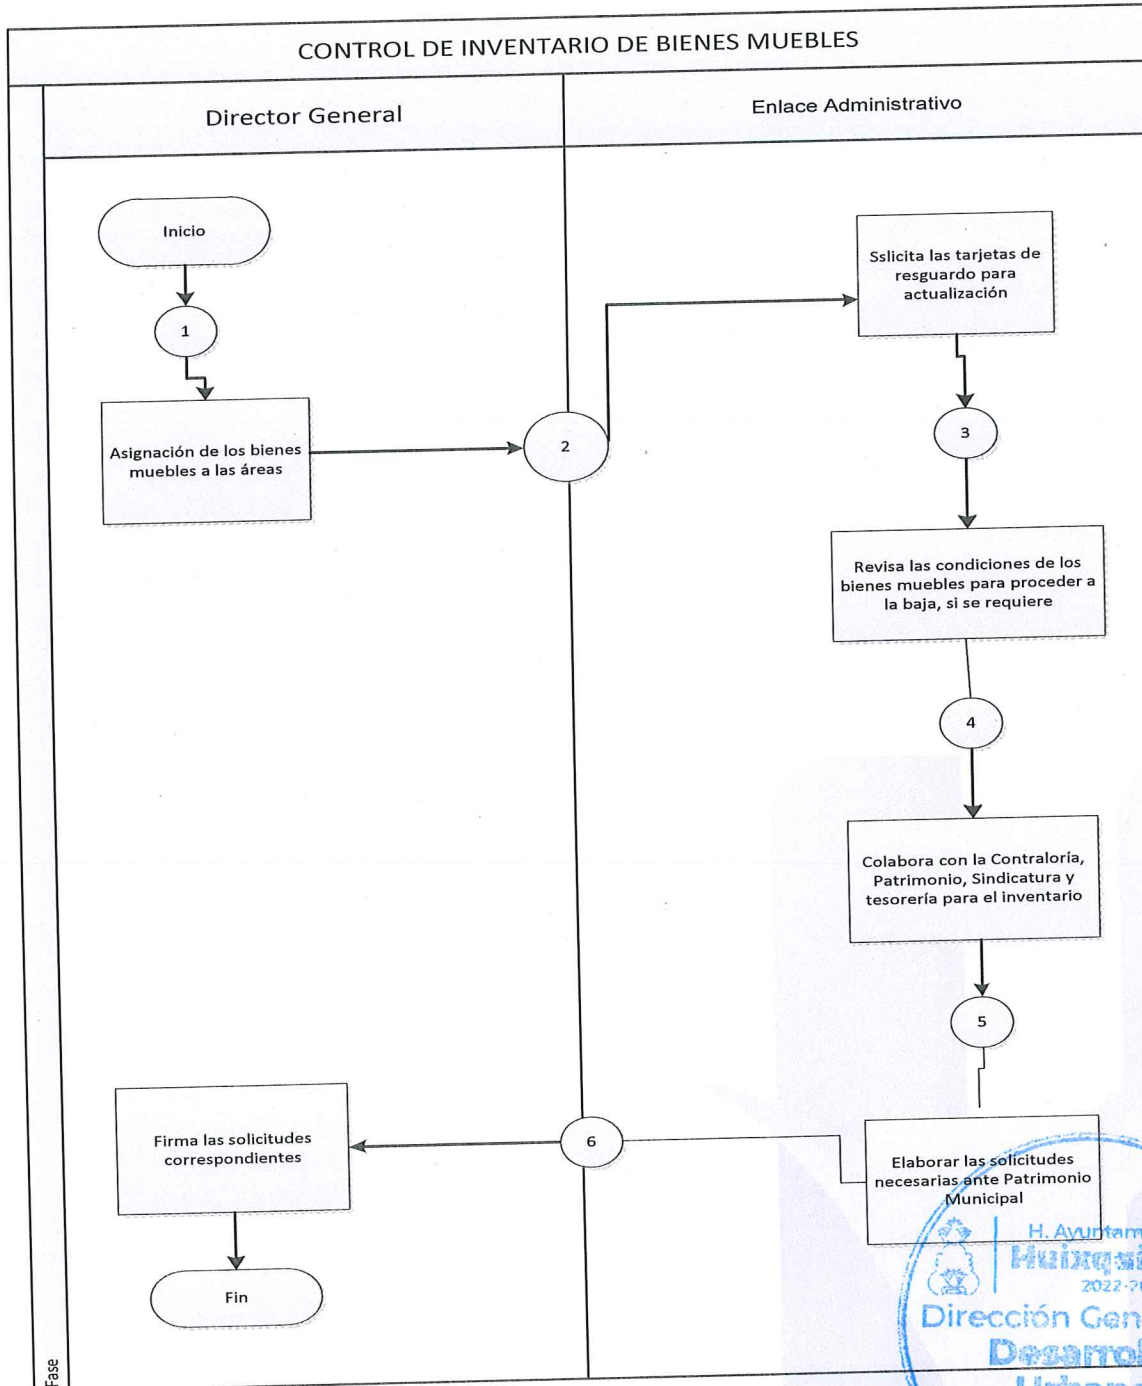 CONTROL DE INVENTARIO DE BIENES MUEBLES
Director General
Enlace Administrativo
Inicio
1
Asignación de los bienes
muebles a las áreas
2
Sslicita las tarjetas de
resguardo para
actualización
3
Revisa las condiciones de los
bienes muebles para proceder a
la baja, si se requiere
4
Colabora con la Contraloría,
Patrimonio, Sindicatura y
tesorería para el inventario
5
Elaborar las solicitudes
necesarias ante Patrimonio
Municipal
6
Firma las solicitudes
correspondientes
Fin
Fase
H. Ayuntam
Huixqui
2022-20
Dirección Gen
Desarrol